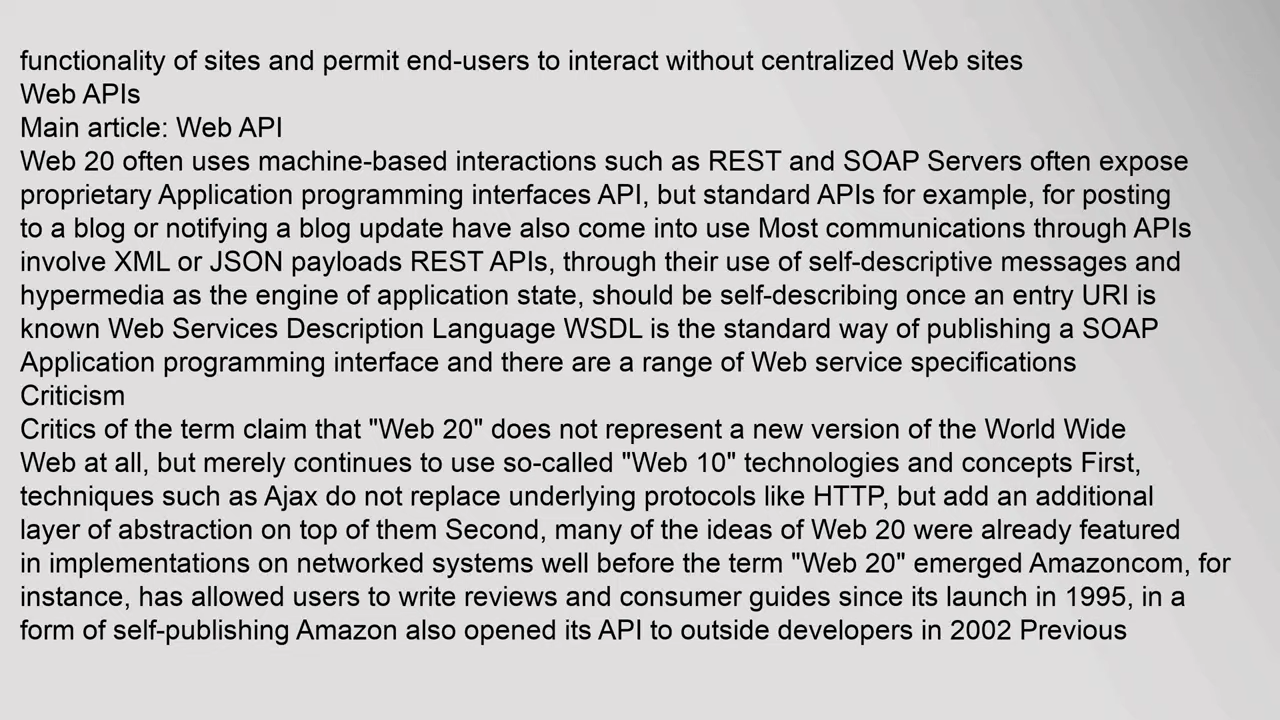 functionality of sites and permit end-users to interact without centralized Web sites
Web APIs
Main article: Web API
Web 20 often uses machine-based interactions such as REST and SOAP Servers often expose
proprietary Application programming interfaces API, but standard APIs for example, for posting
to a blog or notifying a blog update have also come into use Most communications through APIs
involve XML or JSON payloads REST APIs, through their use of self-descriptive messages and
hypermedia as the engine of application state, should be self-describing once an entry URI is
known Web Services Description Language WSDL is the standard way of publishing a SOAP
Application programming interface and there are a range of Web service specifications
Criticism
Critics of the term claim that "Web 20" does not represent a new version of the World Wide
Web at all, but merely continues to use so-called "Web 10" technologies and concepts First,
techniques such as Ajax do not replace underlying protocols like HTTP, but add an additional
layer of abstraction on top of them Second, many of the ideas of Web 20 were already featured
in implementations on networked systems well before the term "Web 20" emerged Amazoncom, for
instance, has allowed users to write reviews and consumer guides since its launch in 1995, in a
form of self-publishing Amazon also opened its API to outside developers in 2002 Previous